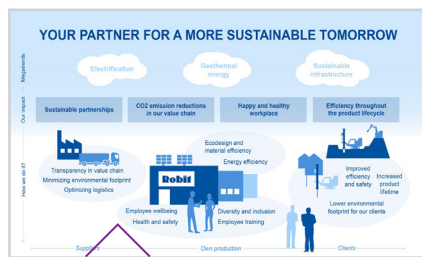 YOUR PARTNER FOR A MORE SUSTAINABLE TOMORROW
Megatrends
Electrification
Geothermal
energy
Sustainable
infrastructure
Our impact
Sustainable partnerships
CO2 emission reductions
in our value chain
Happy and healthy
workplace
Efficiency throughout
the product lifecycle
How we do it?
Transparency in value chain
Minimizing environmental footprint
Optimizing logistics
Ecodesign and
material efficiency
Energy efficiency
Robit
Employee wellbeing
Health and safety
Diversity and inclusion
Employee training
Improved
efficiency
and safety
Increased
product
lifetime
Lower environmental
footprint for our clients
Suppliers
Own production
Clients